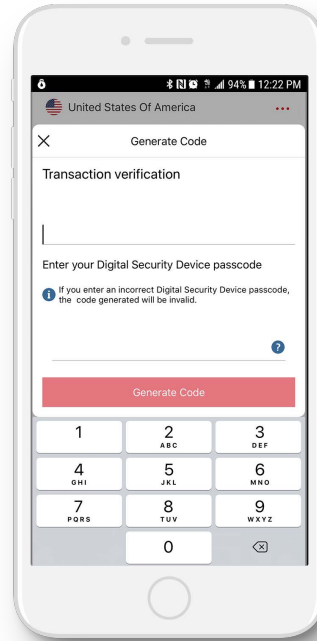 94% 12:22 PM
United States Of America
Generate Code
Transaction verification
Enter your Digital Security Device passcode
If you enter an incorrect Digital Security Device passcode,
the code generated will be invalid.
?
Generate Code
1 2 3
ABC DEF
4 5 6
GHI JKL MNO
7 8 9
PQRS TUV WXYZ
0